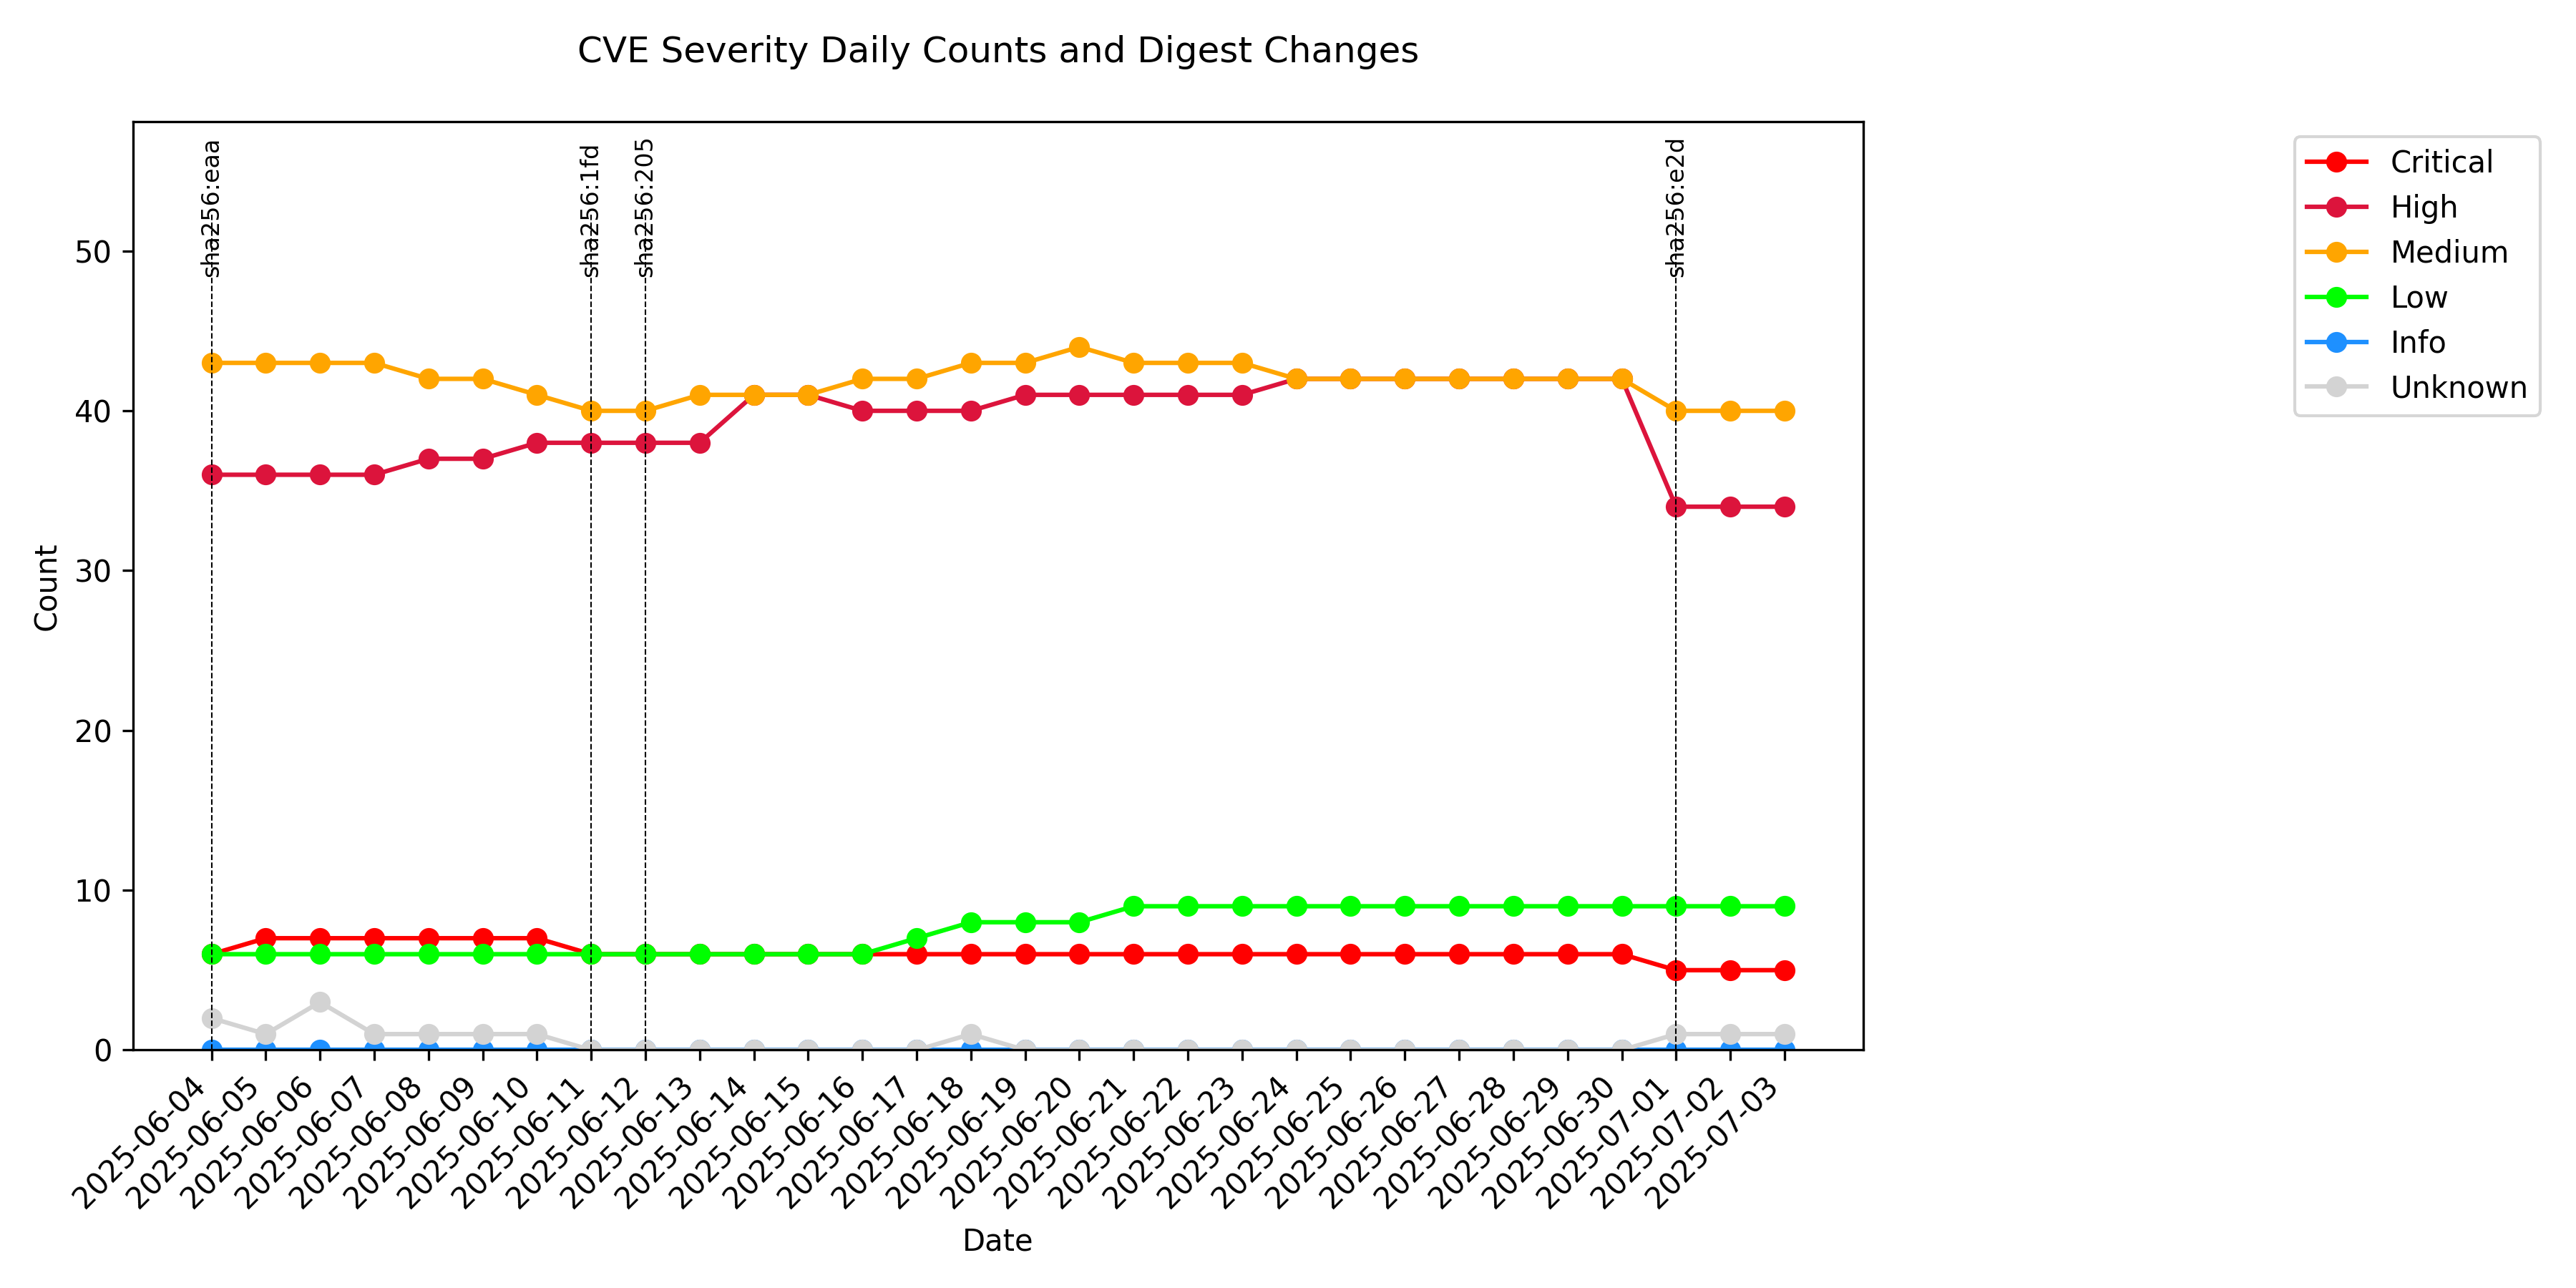 CVE Severity Daily Counts and Digest Changes
sha256:eaa
sha256:1fd
sha256:205
sha256:e2d
Critical
High
Medium
Low
Info
Unknown
50
40
30
20
10
0
Count
2025-06-04
2025-06-05
2025-06-06
2025-06-07
2025-06-08
2025-06-09
2025-06-10
2025-06-11
2025-06-12
2025-06-13
2025-06-14
2025-06-15
2025-06-16
2025-06-17
2025-06-18
2025-06-19
2025-06-20
2025-06-21
2025-06-22
2025-06-23
2025-06-24
2025-06-25
2025-06-26
2025-06-27
2025-06-28
2025-06-29
2025-06-30
2025-07-01
2025-07-02
2025-07-03
Date